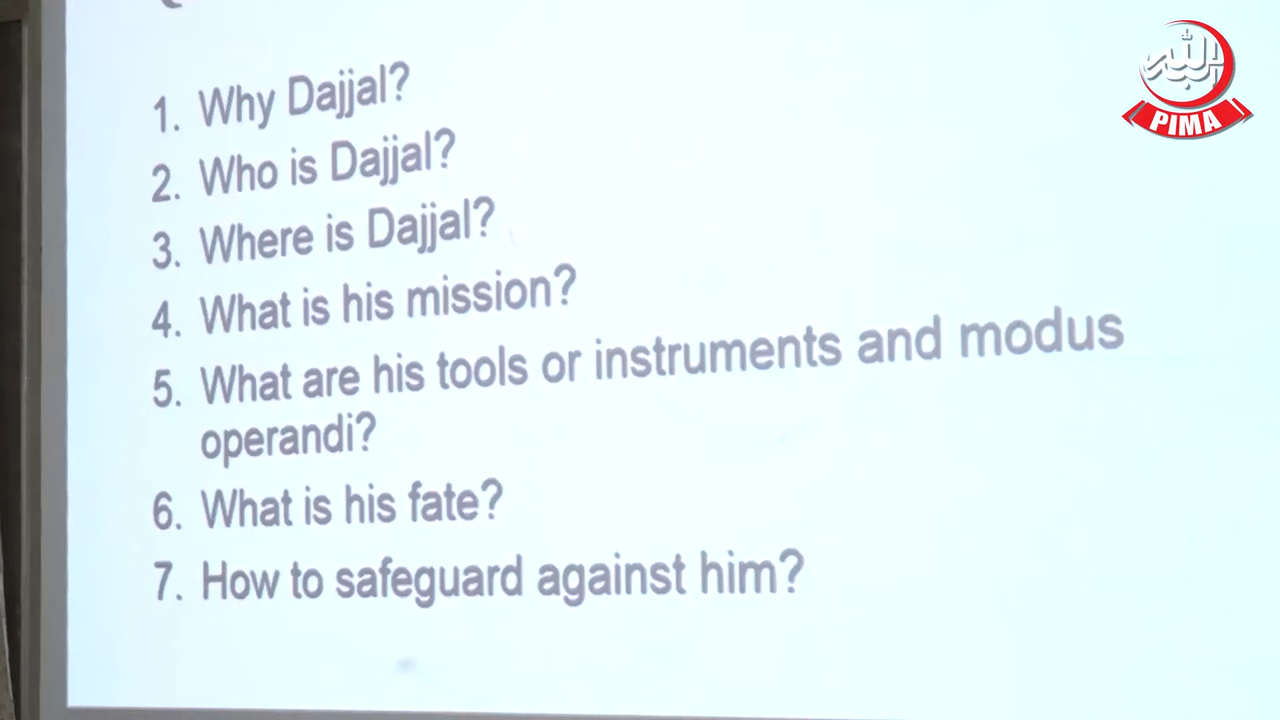 1. Why Dajjal?
2. Who is Dajjal?
3. Where is Dajjal?
4. What is his mission?
5. What are his tools or instruments and modus
operandi?
6. What is his fate?
7. How to safeguard against him?
PIMA